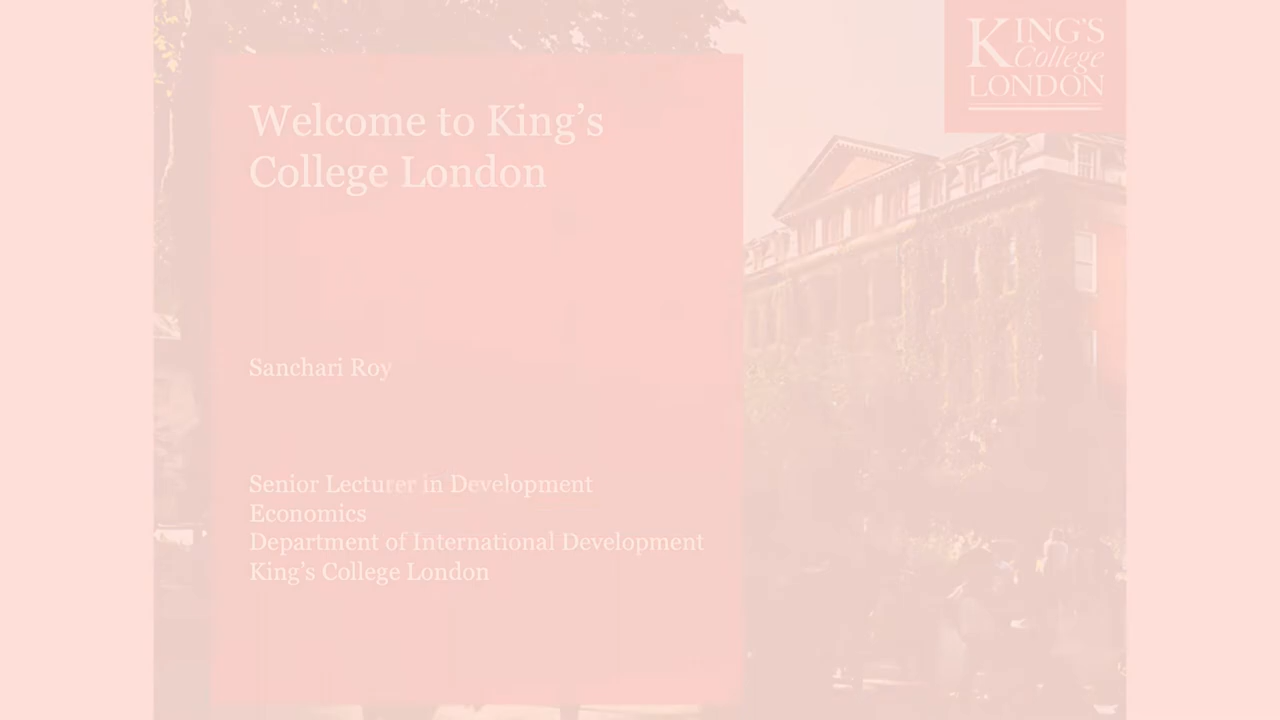 Welcome to King's
College London
KING'S
College
LONDON
Sanchari Roy
Senior Lecturer in Development
Economics
Department of International Development
King's College London